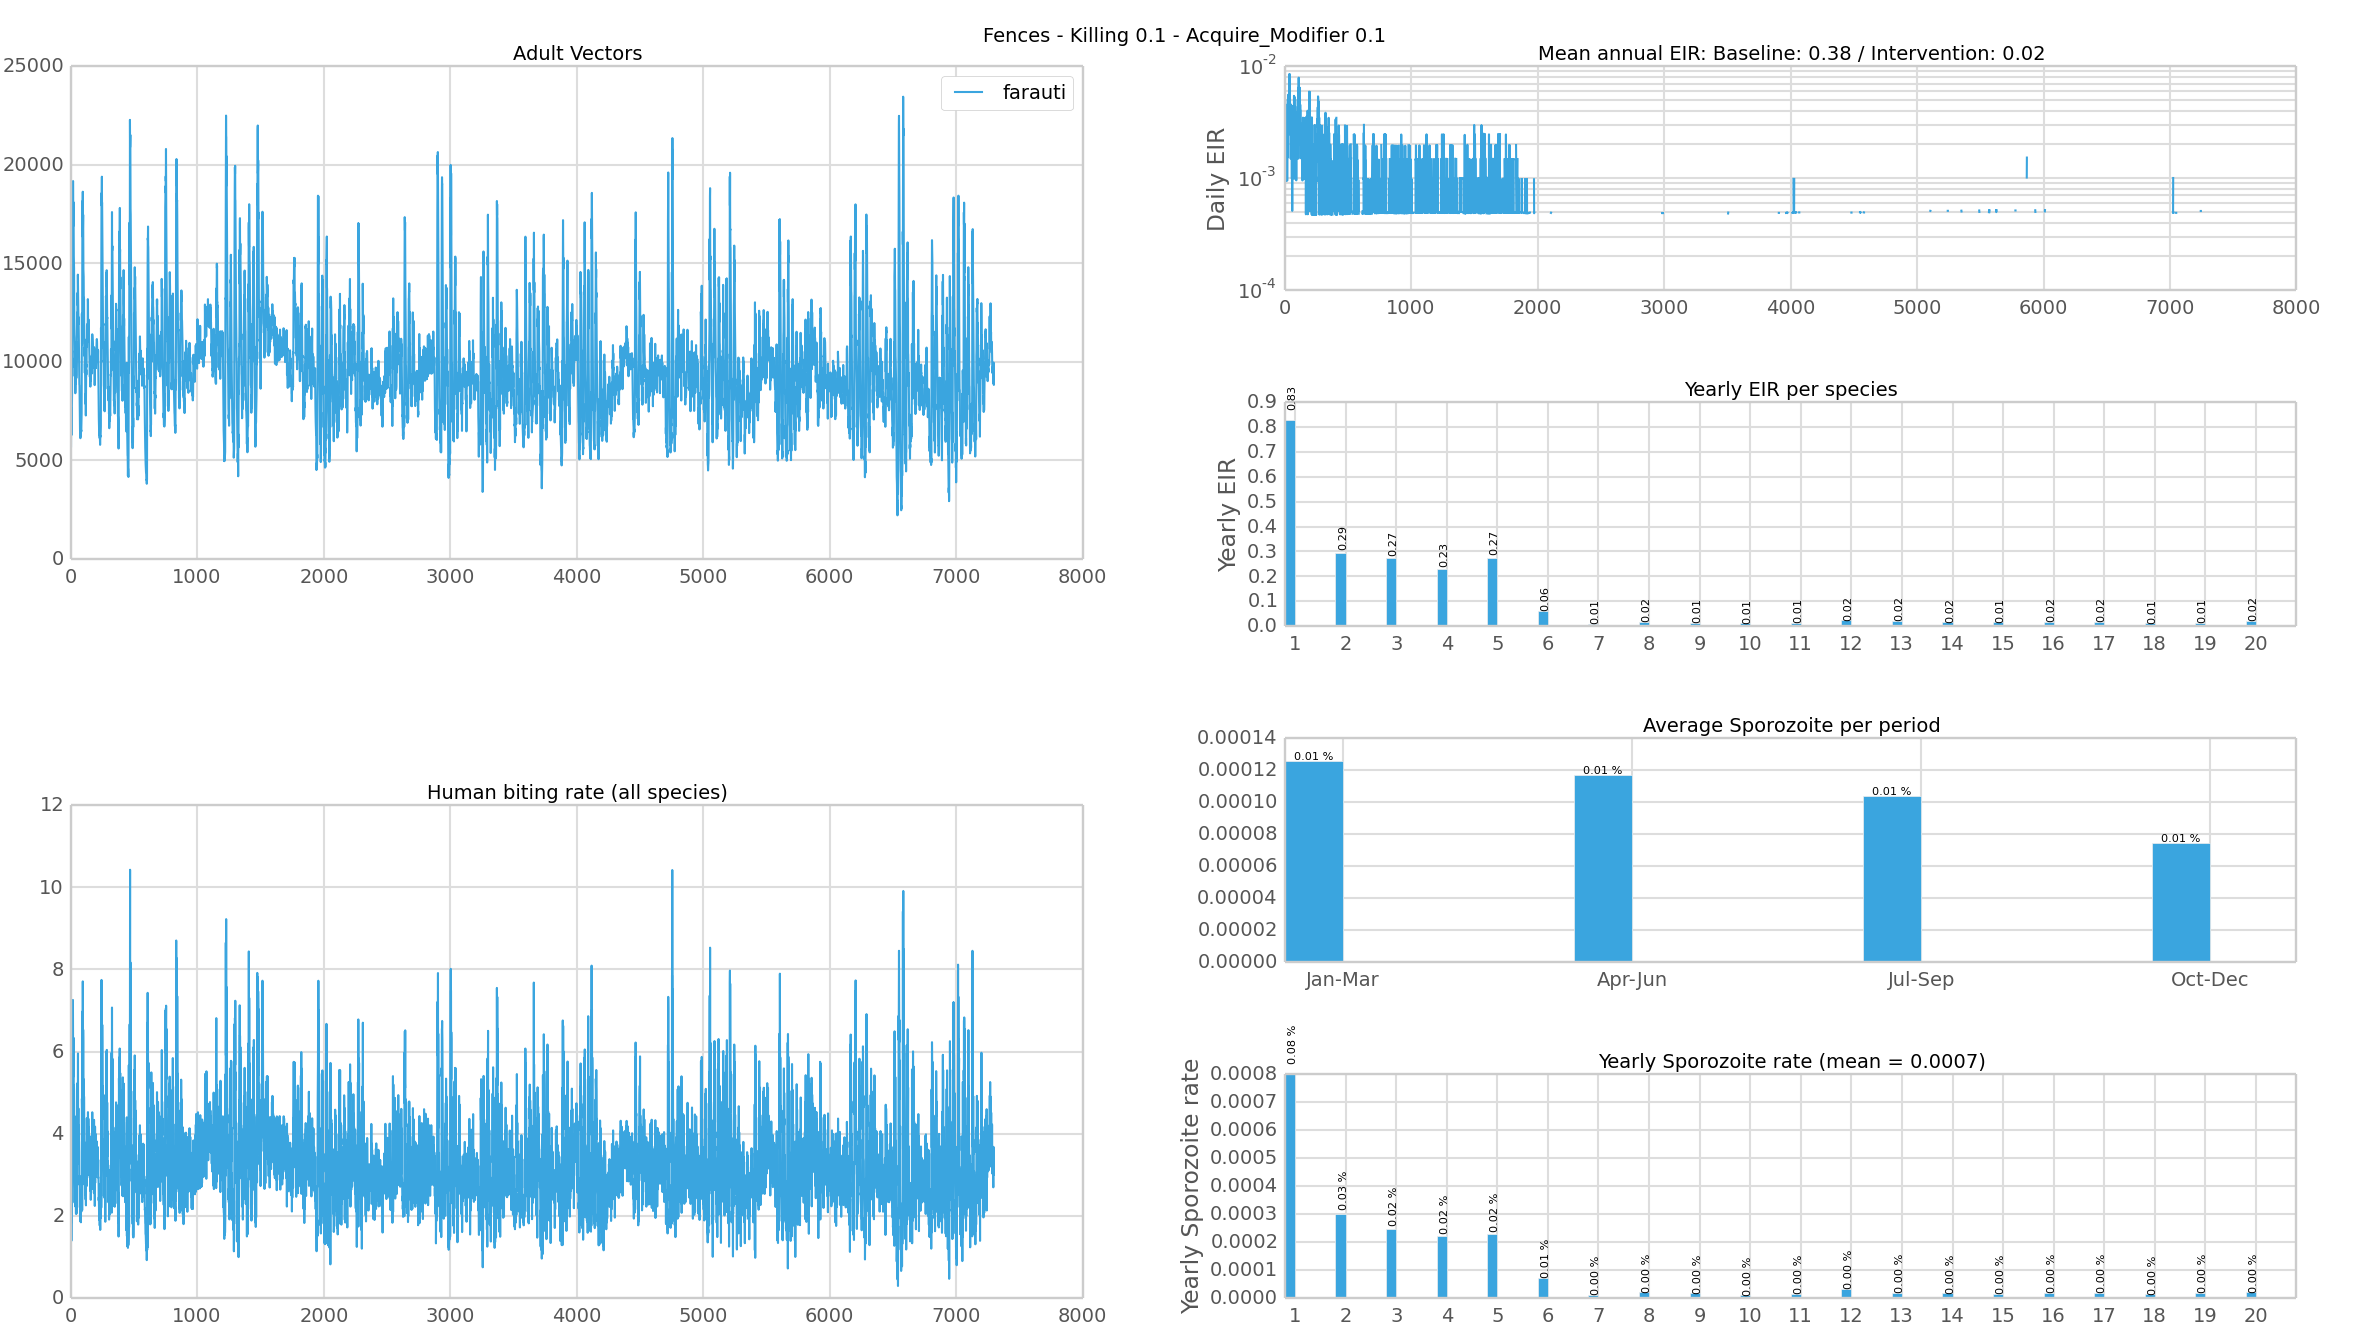 Fences - Killing 0.1 - Acquire_Modifier 0.1
Adult Vectors
farauti
25000
20000
15000
10000
5000
0
0 1000 2000 3000 4000 5000 6000 7000 8000
Human biting rate (all species)
12
10
8
6
4
2
0
0 1000 2000 3000 4000 5000 6000 7000 8000
Mean annual EIR: Baseline: 0.38 / Intervention: 0.02
Daily EIR
10-2
10-3
10-4
0 1000 2000 3000 4000 5000 6000 7000 8000
Yearly EIR per species
Yearly EIR
0.9
0.8
0.7
0.6
0.5
0.4
0.3
0.2
0.1
0.0
0.83 0.29 0.27 0.23 0.27 0.06 0.01 0.02 0.01 0.01 0.01 0.02 0.02 0.02 0.01 0.02 0.02 0.01 0.01 0.02
1 2 3 4 5 6 7 8 9 10 11 12 13 14 15 16 17 18 19 20
Average Sporozoite per period
0.00014
0.00012
0.00010
0.00008
0.00006
0.00004
0.00002
0.00000
0.01 % 0.01 % 0.01 % 0.01 %
Jan-Mar Apr-Jun Jul-Sep Oct-Dec
Yearly Sporozoite rate (mean = 0.0007)
Yearly Sporozoite rate
0.0008
0.0007
0.0006
0.0005
0.0004
0.0003
0.0002
0.0001
0.0000
0.08 % 0.03 % 0.02 % 0.02 % 0.02 % 0.01 % 0.00 % 0.00 % 0.00 % 0.00 % 0.00 % 0.00 % 0.00 % 0.00 % 0.00 % 0.00 % 0.00 % 0.00 % 0.00 % 0.00 %
1 2 3 4 5 6 7 8 9 10 11 12 13 14 15 16 17 18 19 20